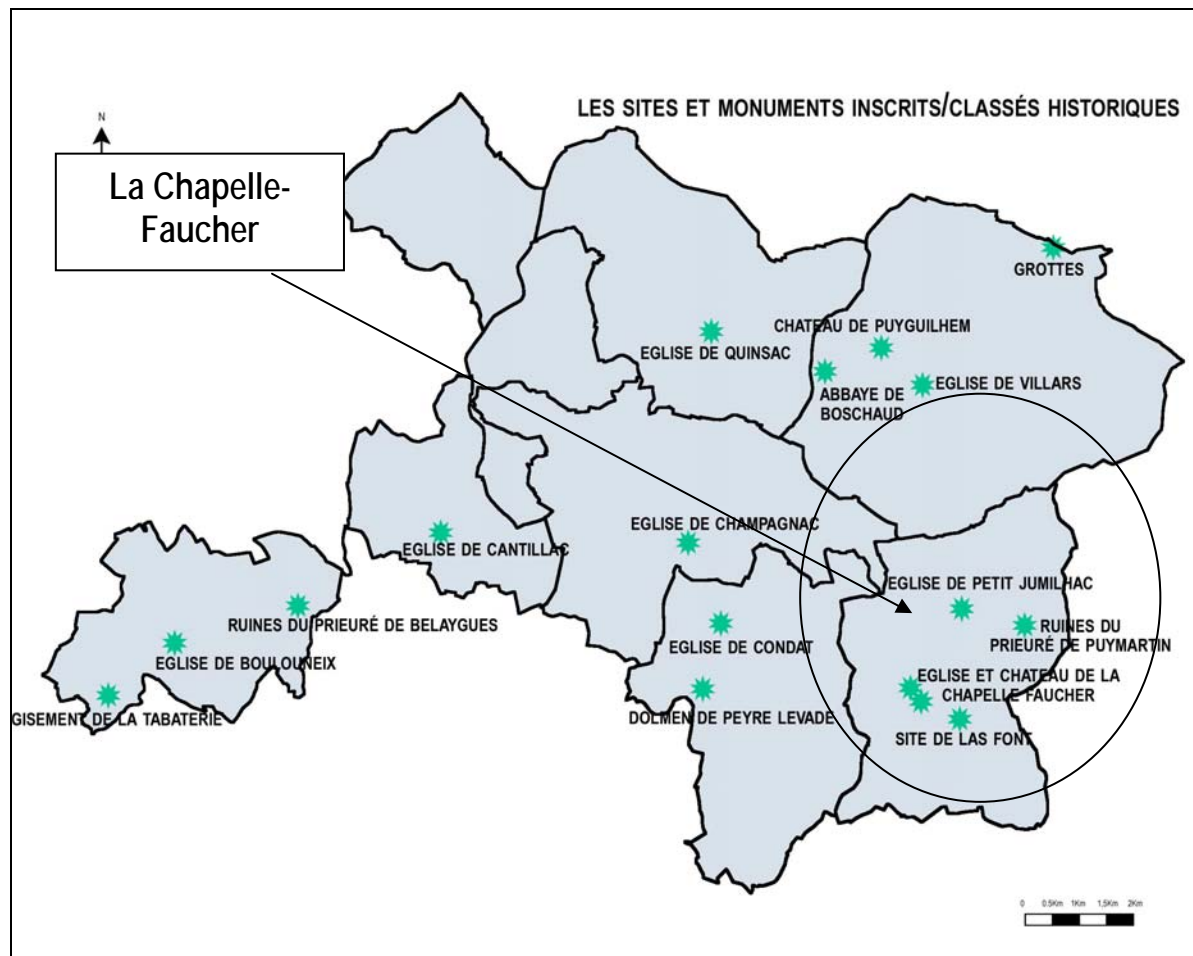 LES SITES ET MONUMENTS INSCRITS/CLASSÉS HISTORIQUES
N
La Chapelle-
Faucher
GROTTES
CHATEAU DE PUYGUILHEM
EGLISE DE QUINSAC
ABBAYE DE
BOSCHAUD
EGLISE DE VILLARS
EGLISE DE CHAMPAGNAC
EGLISE DE CANTILLAC
EGLISE DE PETIT JUMILHAC
RUINES DU PRIEURÉ DE BELAYGUES
EGLISE DE CONDAT
RUINES DU
PRIEURÉ DE PUYMARTIN
EGLISE DE BOULOUNEIX
EGLISE ET CHATEAU DE LA
CHAPELLE FAUCHER
GISEMENT DE LA TABATERIE
DOLMEN DE PEYRE LEVADE
SITE DE LAS FONT
0 0.5Km 1Km 1,5Km 2Km